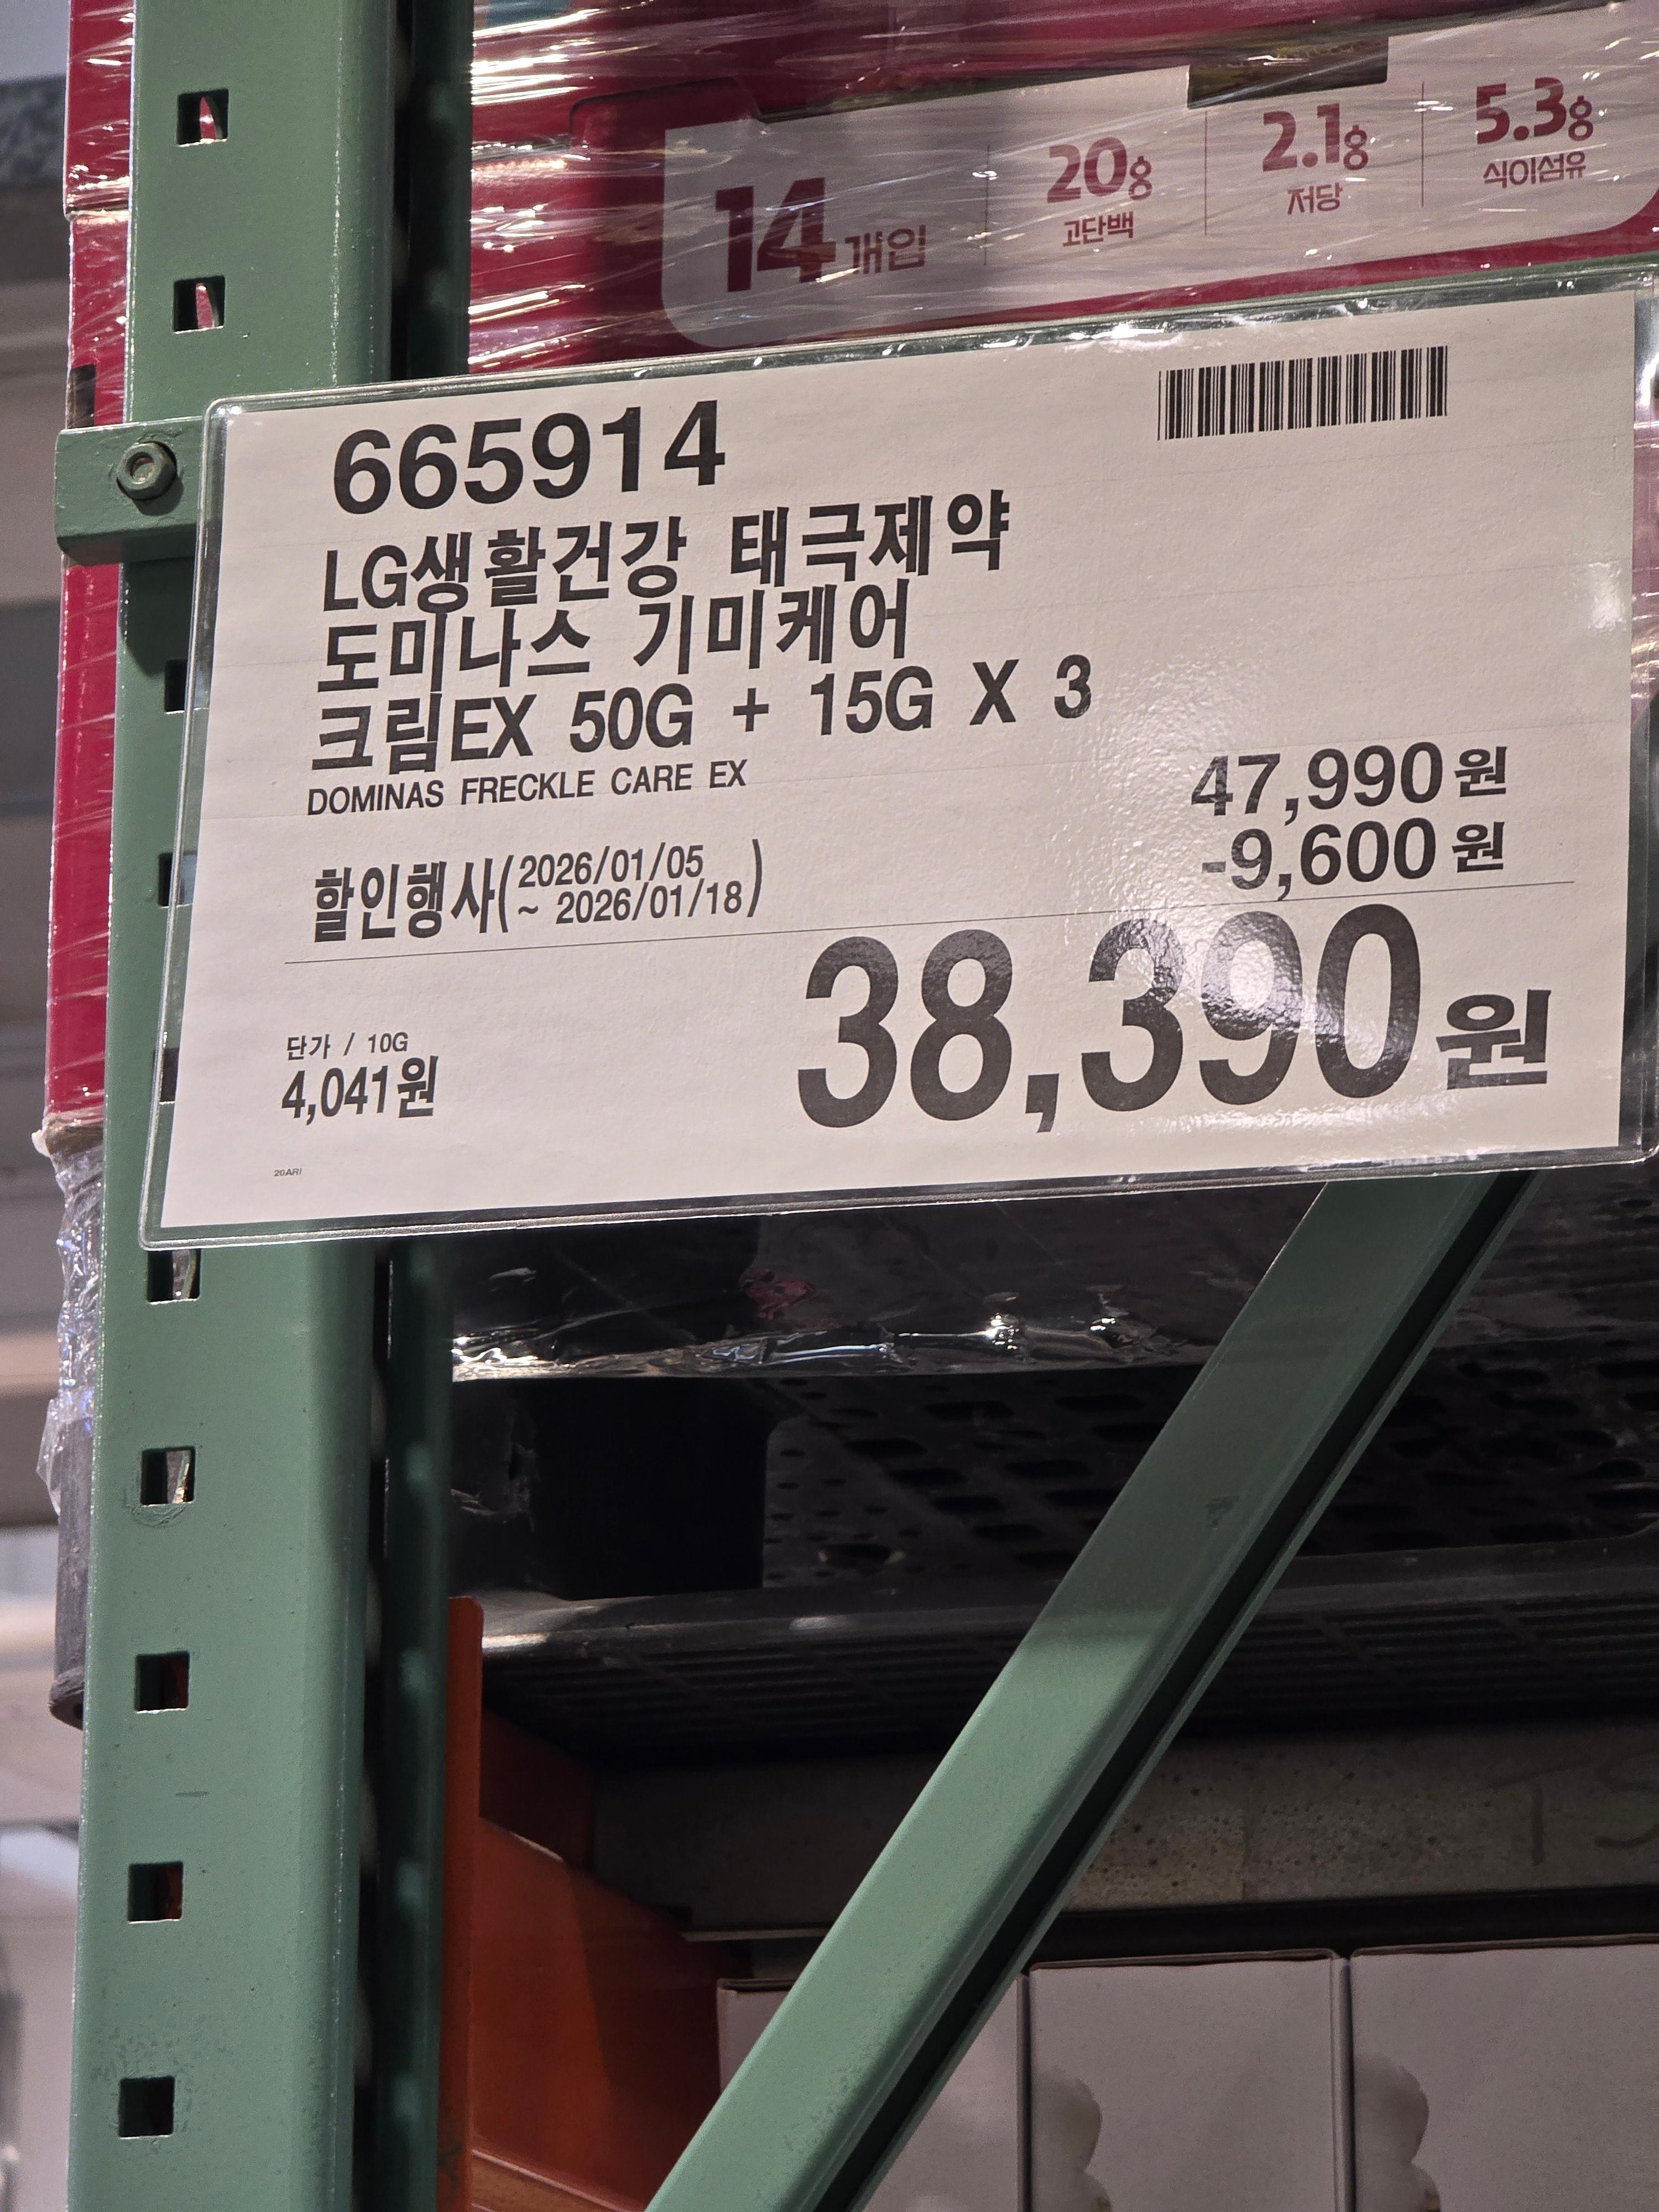 14개입
20g
고단백
2.1g
저당
5.3g
식이섬유
665914
LG생활건강 태극제약
도미나스 기미케어
크림EX 50G + 15G X 3
DOMINAS FRECKLE CARE EX
47,990원
-9,600원
할인행사(2026/01/05
~ 2026/01/18)
38,390원
단가 / 10G
4,041원
20ARI